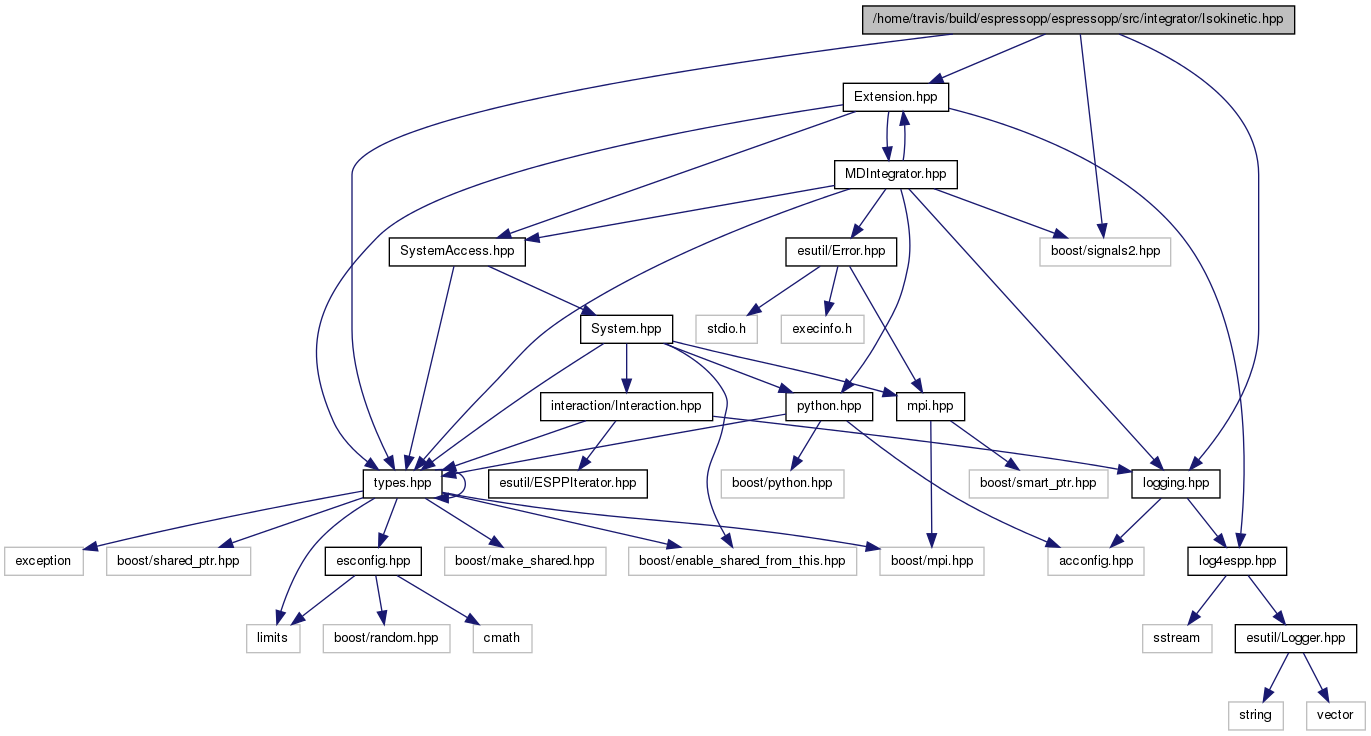 /home/travis/build/espressopp/espressopp/src/integrator/Isokinetic.hpp
Extension.hpp
MDIntegrator.hpp
SystemAccess.hpp
esutil/Error.hpp
boost/signals2.hpp
System.hpp
stdio.h
execinfo.h
interaction/Interaction.hpp
python.hpp
mpi.hpp
types.hpp
esutil/ESPPIterator.hpp
boost/python.hpp
boost/smart_ptr.hpp
logging.hpp
exception
boost/shared_ptr.hpp
esconfig.hpp
boost/make_shared.hpp
boost/enable_shared_from_this.hpp
boost/mpi.hpp
acconfig.hpp
log4espp.hpp
limits
boost/random.hpp
cmath
sstream
esutil/Logger.hpp
string
vector